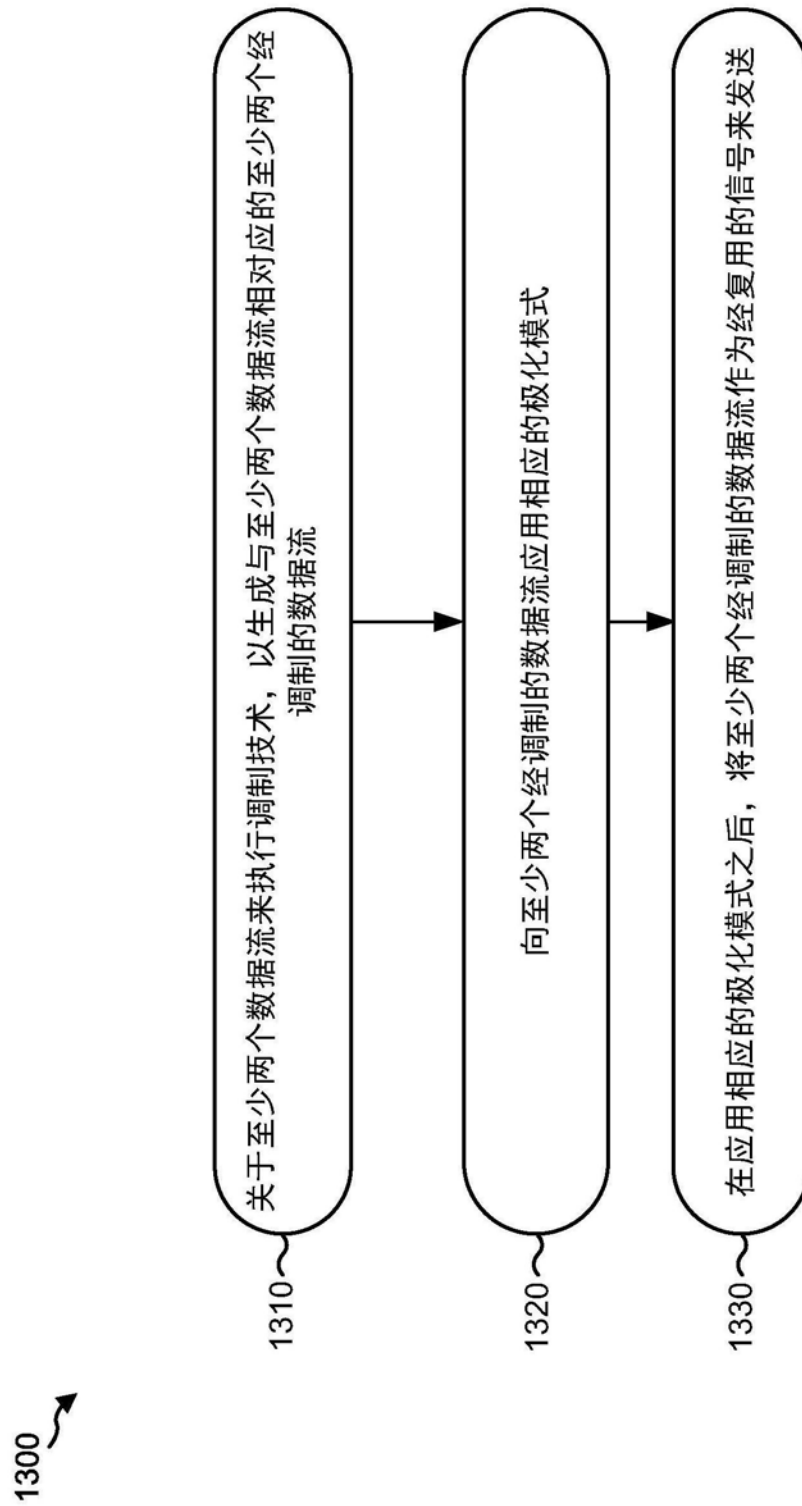 1300
1310
关于至少两个数据流来执行调制技术，以生成与至少两个数据流相对应的至少两个经
调制的数据流
1320
向至少两个经调制的数据流应用相应的极化模式
1330
在应用相应的极化模式之后，将至少两个经调制的数据流作为经复用的信号来发送